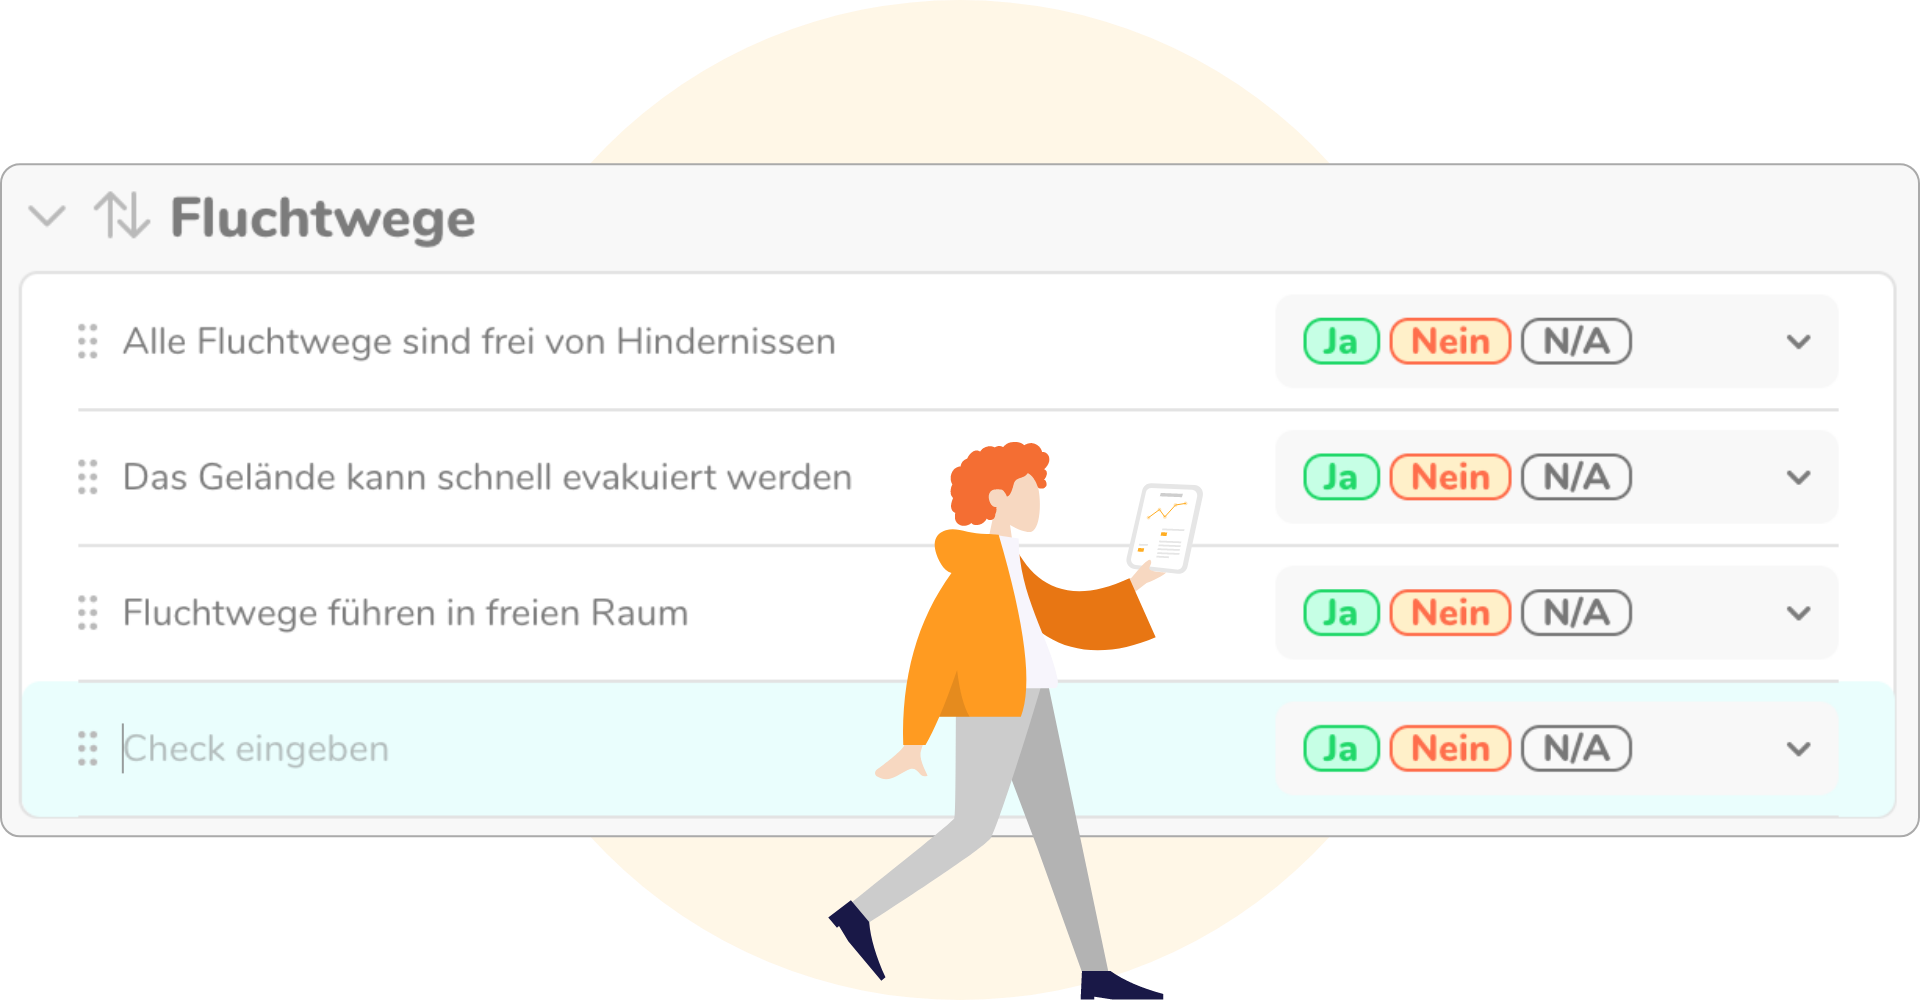 Fluchtwege
Alle Fluchtwege sind frei von Hindernissen Ja Nein N/A
Das Gelände kann schnell evakuiert werden Ja Nein N/A
Fluchtwege führen in freien Raum Ja Nein N/A
Check eingeben Ja Nein N/A